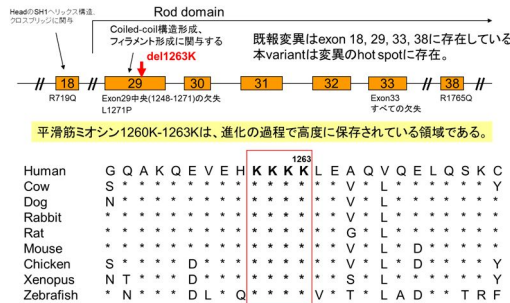 Rod domain
HeadのSH1ヘリックス構造、
クロスブリッジに関与
Coiled-coil構造形成、
フィラメント形成に関与する
del1263K
既報変異はexon 18, 29, 33, 38に存在している
本variantは変異のhot spotに存在。
18 29 30 31 32 33 38
R719Q
Exon29中央(1248-1271)の欠失
L1271P
Exon33
すべての欠失
R1765Q
平滑筋ミオシン1260K-1263Kは、進化の過程で高度に保存されている領域である。
1263
Human G Q A K Q E V E H K K K K L E A Q V Q E L Q S K C
Cow S * * * * * * * * * * * * * * V * L * * * * * * Y
Dog N * * * * * * * * * * * * * * V * L * * * * * * *
Rabbit * * * * * * * * * * * * * * * V * L * * * * * * *
Rat * * * * * * * * * * * * * * * G * L * * * * * * *
Mouse * * * * * * * * * * * * * * * V * L * D * * * * *
Chicken S * * * D * * * * * * * * * * V * L * D * * * * Y
Xenopus N T * * D * * * * * * * * * * S * L * * * * * * Y
Zebrafish * N * * D L * Q * * * * * V * T * L A D * * T R F